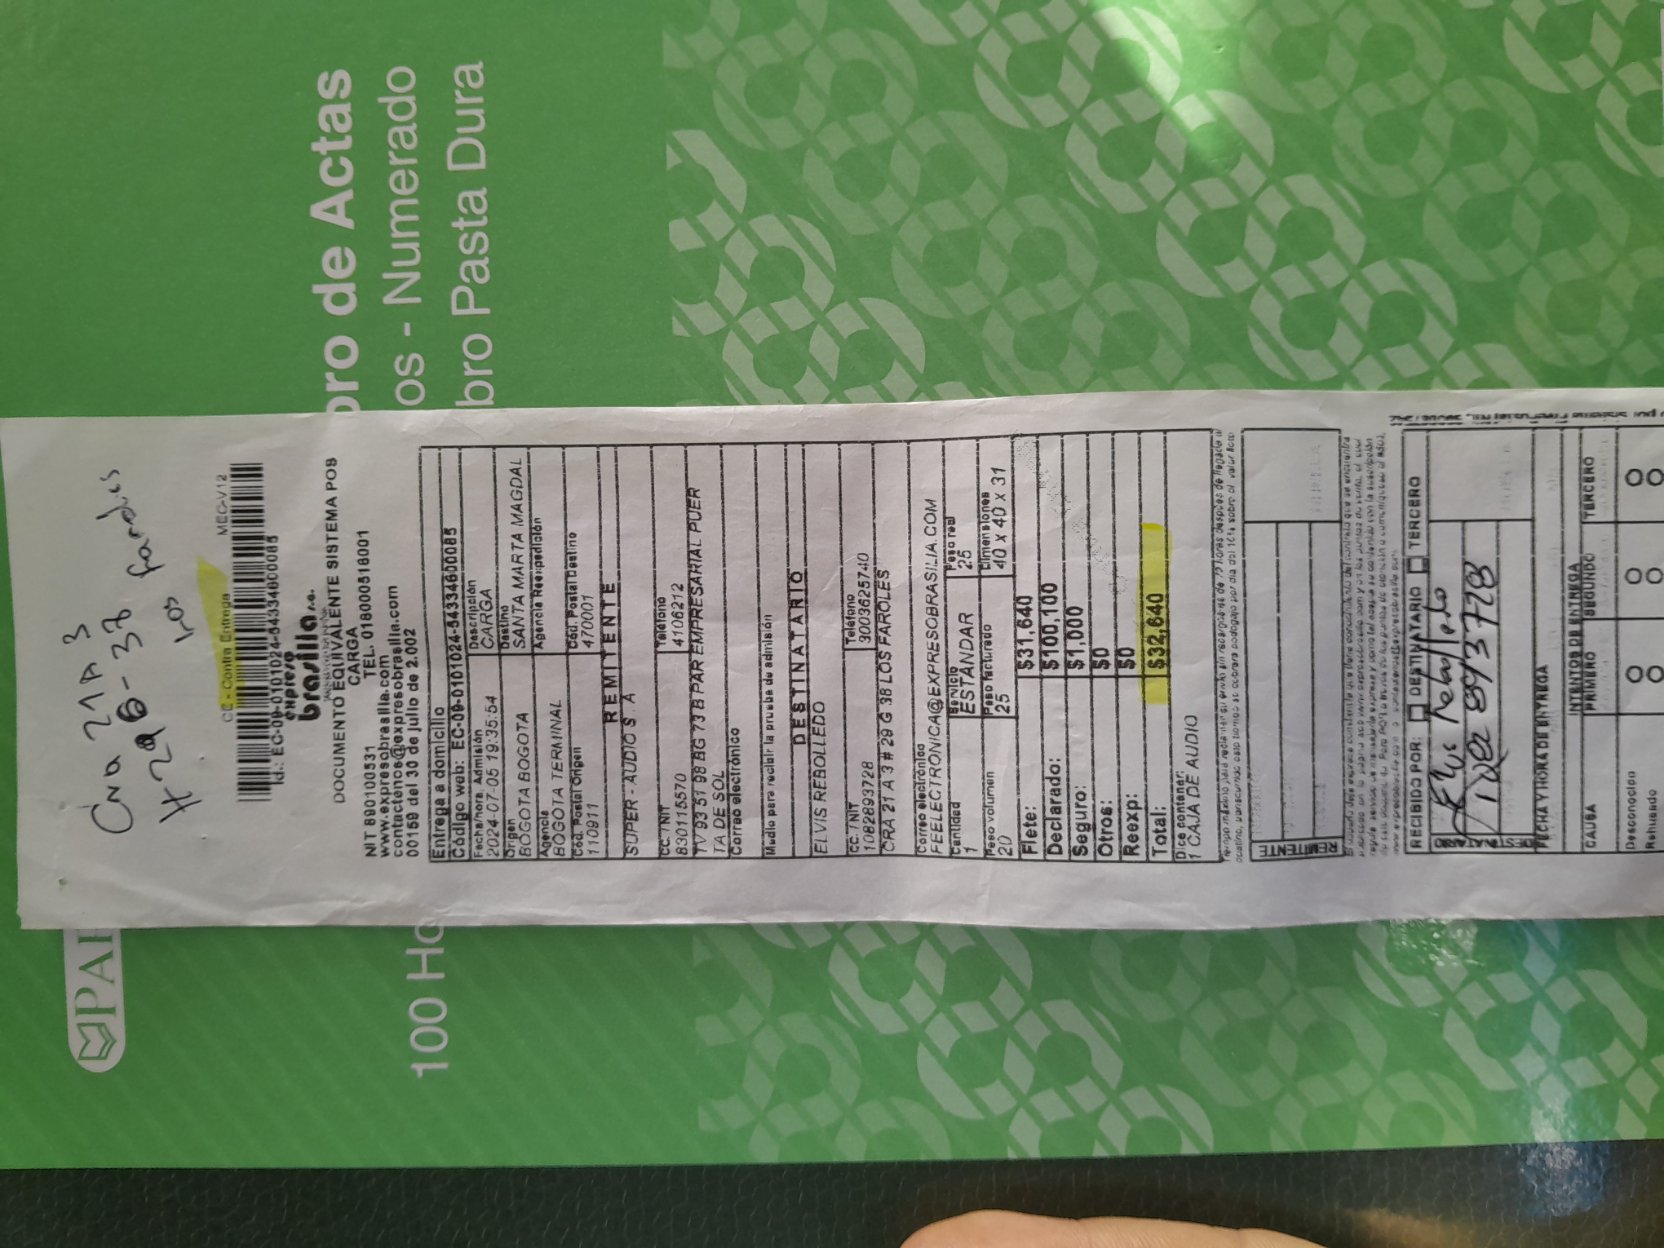 PA
bro de Actas
os - Numerado
bro Pasta Dura
100 Ho
Cra 21A 3
# 29G-38
los faroles
CE - Contra Entrega
MEC-V12
Id.: EC-09-0101024-54334600085
expreso
brasilia s.a.
DOCUMENTO EQUIVALENTE SISTEMA POS
CARGA
NIT 890100531 TEL. 018000518001
www.expresobrasilia.com
contactenos@expresobrasilia.com
00159 del 30 de julio de 2.002
Entrega a domicilio
Código web: EC-09-0101024-54334600085
Fecha/hora Admisión Descripción
2024-07-05 19:35:54 CARGA
Origen Destino
BOGOTA BOGOTA SANTA MARTA MAGDAL
Agencia Agencia Reexpedición
BOGOTA TERMINAL
Cód. Postal Origen Cód. Postal Destino
110911 470001
REMITENTE
SUPER - AUDIO S A
CC. / NIT Teléfono
830115570 4106212
TV 93 51 98 BG 73 B PAR EMPRESARIAL PUER
TA DE SOL
Correo electrónico
Medio para recibir la prueba de admisión
DESTINATARIO
ELVIS REBOLLEDO
CC. / NIT Teléfono
1082893728 3003625740
CRA 21 A 3 # 29 G 38 LOS FAROLES
Correo electrónico
FEELECTRONICA@EXPRESOBRASILIA.COM
Cantidad Servicio Peso real
1 ESTANDAR 25
Peso volumen Peso facturado Dimensiones
20 25 40 x 40 x 31
Flete: $31,640
Declarado: $100,100
Seguro: $1,000
Otros: $0
Reexp: $0
Total: $32,640
Dice contener:
1 CAJA DE AUDIO
REMITENTE
RECIBIDO POR: DESTINATARIO TERCERO
Elvis Rebolledo
1082893728
FECHA Y HORA DE ENTREGA
INTENTOS DE ENTREGA
CAUSA PRIMERO SEGUNDO TERCERO
Desconocido
Rehusado